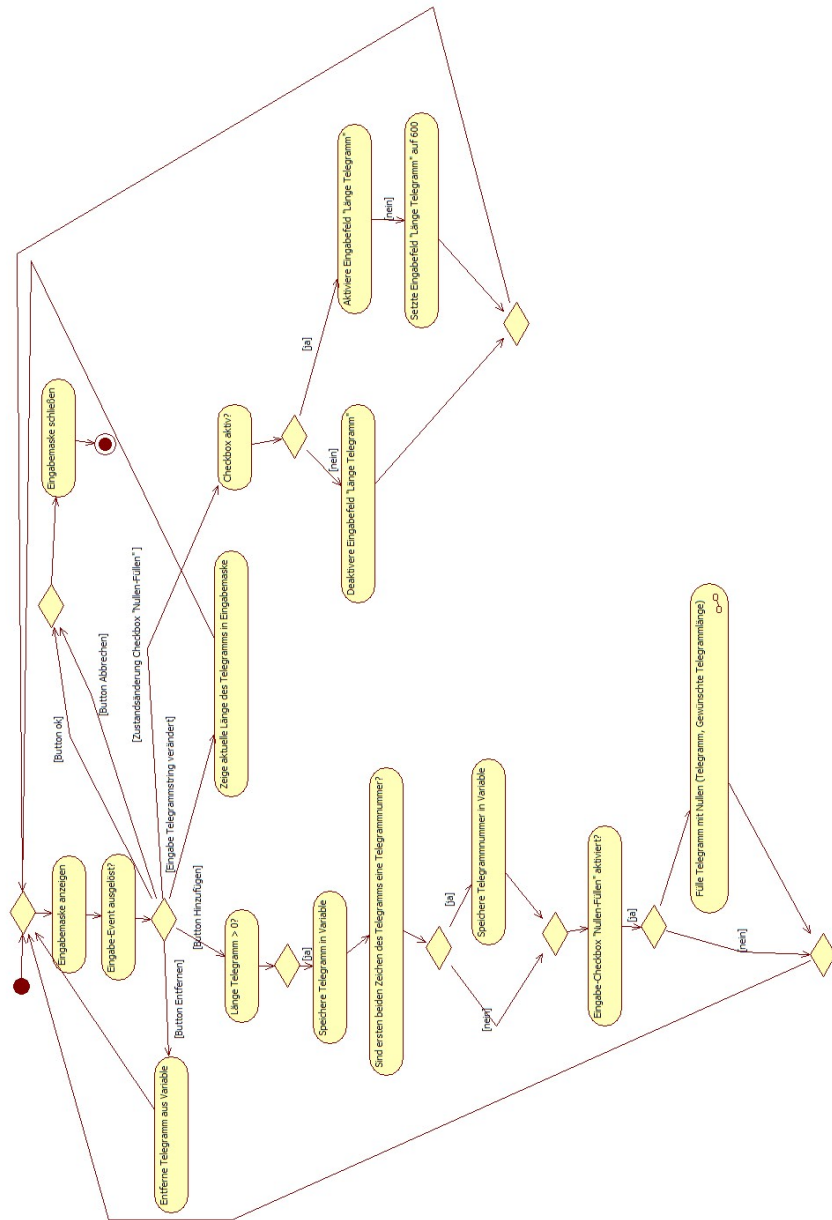 Eingabemaske anzeigen
Eingabe-Event ausgelöst?
[Button ok]
[Button Abbrechen]
Eingabemaske schließen
[Zustandsänderung Checkbox "Nullen-Füllen" ]
[Eingabe Telegrammstring verändert]
[Button Hinzufügen]
[Button Entfernen]
Entferne Telegramm aus Variable
Länge Telegramm > 0?
Zeige aktuelle Länge des Telegramms in Eingabemaske
Checkbox aktiv?
[ja]
[nein]
Aktiviere Eingabefeld "Länge Telegramm"
[nein]
Deaktivere Eingabefeld "Länge Telegramm"
Setzte Eingabefeld "Länge Telegramm" auf 600
[ja]
Speichere Telegramm in Variable
Sind ersten beiden Zeichen des Telegramms eine Telegrammnummer?
[ja]
[nein]
Speichere Telegrammnummer in Variable
Eingabe-Checkbox "Nullen-Füllen" aktiviert?
[ja]
[nein]
Fülle Telegramm mit Nullen (Telegramm, Gewünschte Telegrammlänge)